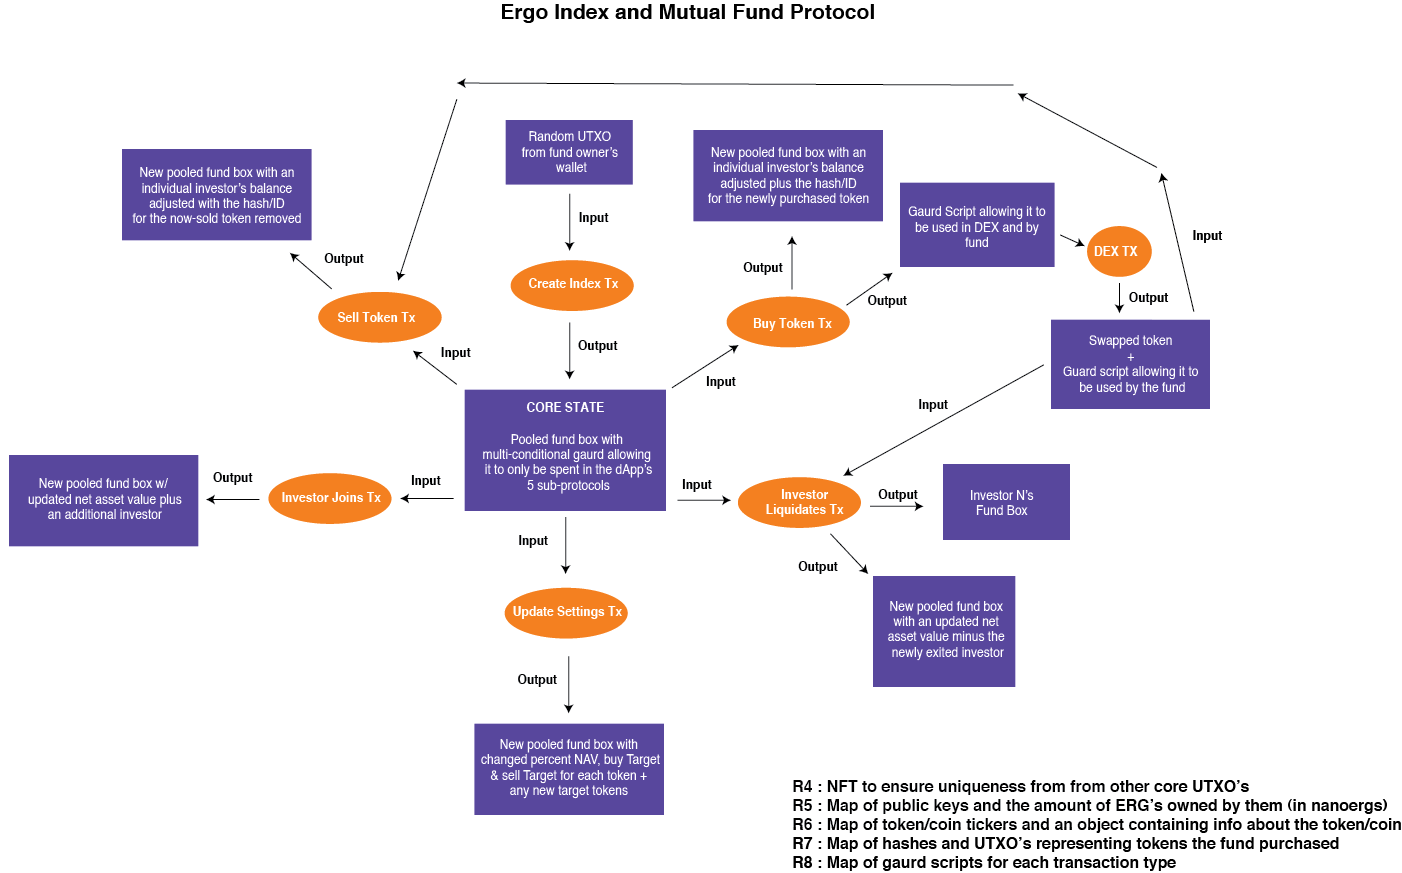 Ergo Index and Mutual Fund Protocol
Random UTXO
from fund owner's
wallet
Input
Create Index Tx
Output
New pooled fund box with an
individual investor's balance
adjusted with the hash/ID
for the now-sold token removed
Output
Sell Token Tx
Input
New pooled fund box with an
individual investor's balance
adjusted plus the hash/ID
for the newly purchased token
Output
Buy Token Tx
Input
Output
Gaurd Script allowing it to
be used in DEX and by
fund
DEX TX
Output
Input
Swapped token
+
Guard script allowing it to
be used by the fund
Input
CORE STATE
Pooled fund box with
multi-conditional gaurd allowing
it to only be spent in the dApp's
5 sub-protocols
New pooled fund box w/
updated net asset value plus
an additional investor
Output
Investor Joins Tx
Input
Input
Investor
Liquidates Tx
Output
Investor N's
Fund Box
Output
New pooled fund box
with an updated net
asset value minus the
newly exited investor
Input
Update Settings Tx
Output
New pooled fund box with
changed percent NAV, buy Target
& sell Target for each token +
any new target tokens
R4 : NFT to ensure uniqueness from from other core UTXO's
R5 : Map of public keys and the amount of ERG's owned by them (in nanoergs)
R6 : Map of token/coin tickers and an object containing info about the token/coin
R7 : Map of hashes and UTXO's representing tokens the fund purchased
R8 : Map of gaurd scripts for each transaction type